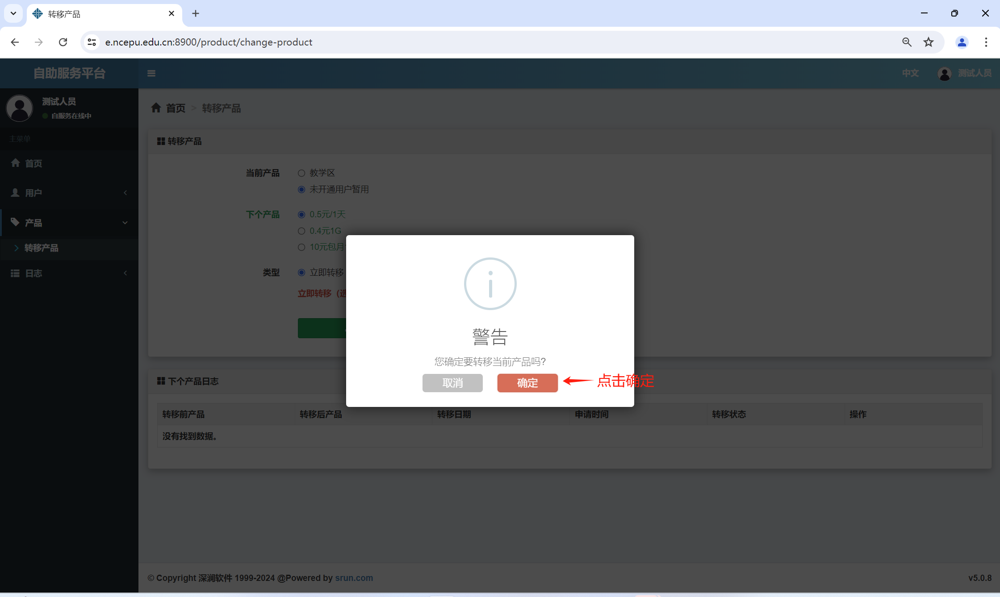 转移产品
e.ncepu.edu.cn:8900/product/change-product
自助服务平台
中文
测试人员
测试人员
自服务在线中
主菜单
首页
用户
产品
转移产品
日志
首页 > 转移产品
转移产品
当前产品
教学区
未开通用户暂用
下个产品
0.5元/1天
0.4元1G
10元包月
类型
立即转移
立即转移（选
警告
您确定要转移当前产品吗?
取消
确定
点击确定
下个产品日志
转移前产品
转移后产品
转移日期
申请时间
转移状态
操作
没有找到数据。
© Copyright 深澜软件 1999-2024 @Powered by srun.com
v5.0.8